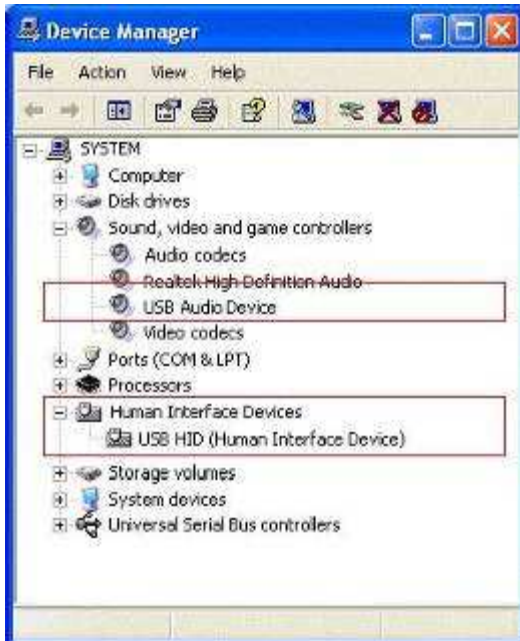 Device Manager
File Action View Help
SYSTEM
Computer
Disk drives
Sound, video and game controllers
Audio codecs
Realtek High Definition Audio
USB Audio Device
Video codecs
Ports (COM & LPT)
Processors
Human Interface Devices
USB HID (Human Interface Device)
Storage volumes
System devices
Universal Serial Bus controllers